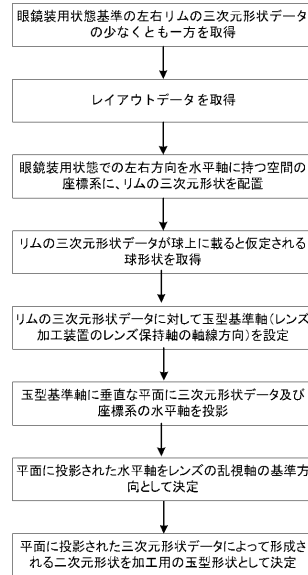 眼鏡装用状態基準の左右リムの三次元形状データ
の少なくとも一方を取得
レイアウトデータを取得
眼鏡装用状態での左右方向を水平軸に持つ空間の
座標系に、リムの三次元形状を配置
リムの三次元形状データが球上に載ると仮定される
球形状を取得
リムの三次元形状データに対して玉型基準軸(レンズ
加工装置のレンズ保持軸の軸線方向)を設定
玉型基準軸に垂直な平面に三次元形状データ及び
座標系の水平軸を投影
平面に投影された水平軸をレンズの乱視軸の基準方
向として決定
平面に投影された三次元形状データによって形成さ
れる二次元形状を加工用の玉型形状として決定